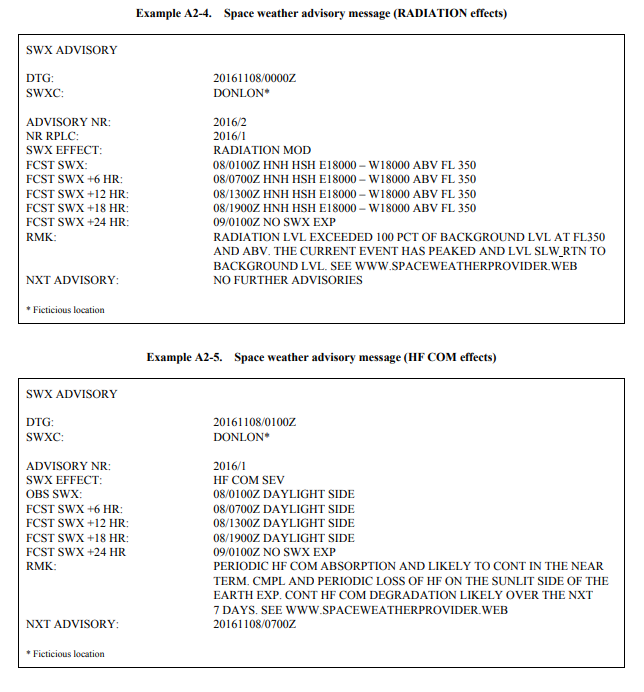 Example A2-4. Space weather advisory message (RADIATION effects)
SWX ADVISORY
DTG: 20161108/0000Z
SWXC: DONLON*
ADVISORY NR: 2016/2
NR RPLC: 2016/1
SWX EFFECT: RADIATION MOD
FCST SWX: 08/0100Z HNH HSH E18000 – W18000 ABV FL 350
FCST SWX +6 HR: 08/0700Z HNH HSH E18000 – W18000 ABV FL 350
FCST SWX +12 HR: 08/1300Z HNH HSH E18000 – W18000 ABV FL 350
FCST SWX +18 HR: 08/1900Z HNH HSH E18000 – W18000 ABV FL 350
FCST SWX +24 HR: 09/0100Z NO SWX EXP
RMK: RADIATION LVL EXCEEDED 100 PCT OF BACKGROUND LVL AT FL350
AND ABV. THE CURRENT EVENT HAS PEAKED AND LVL SLW_RTN TO
BACKGROUND LVL. SEE WWW.SPACEWEATHERPROVIDER.WEB
NXT ADVISORY: NO FURTHER ADVISORIES
* Ficticious location
Example A2-5. Space weather advisory message (HF COM effects)
SWX ADVISORY
DTG: 20161108/0100Z
SWXC: DONLON*
ADVISORY NR: 2016/1
SWX EFFECT: HF COM SEV
OBS SWX: 08/0100Z DAYLIGHT SIDE
FCST SWX +6 HR: 08/0700Z DAYLIGHT SIDE
FCST SWX +12 HR: 08/1300Z DAYLIGHT SIDE
FCST SWX +18 HR: 08/1900Z DAYLIGHT SIDE
FCST SWX +24 HR 09/0100Z NO SWX EXP
RMK: PERIODIC HF COM ABSORPTION AND LIKELY TO CONT IN THE NEAR
TERM. CMPL AND PERIODIC LOSS OF HF ON THE SUNLIT SIDE OF THE
EARTH EXP. CONT HF COM DEGRADATION LIKELY OVER THE NXT
7 DAYS. SEE WWW.SPACEWEATHERPROVIDER.WEB
NXT ADVISORY: 20161108/0700Z
* Ficticious location